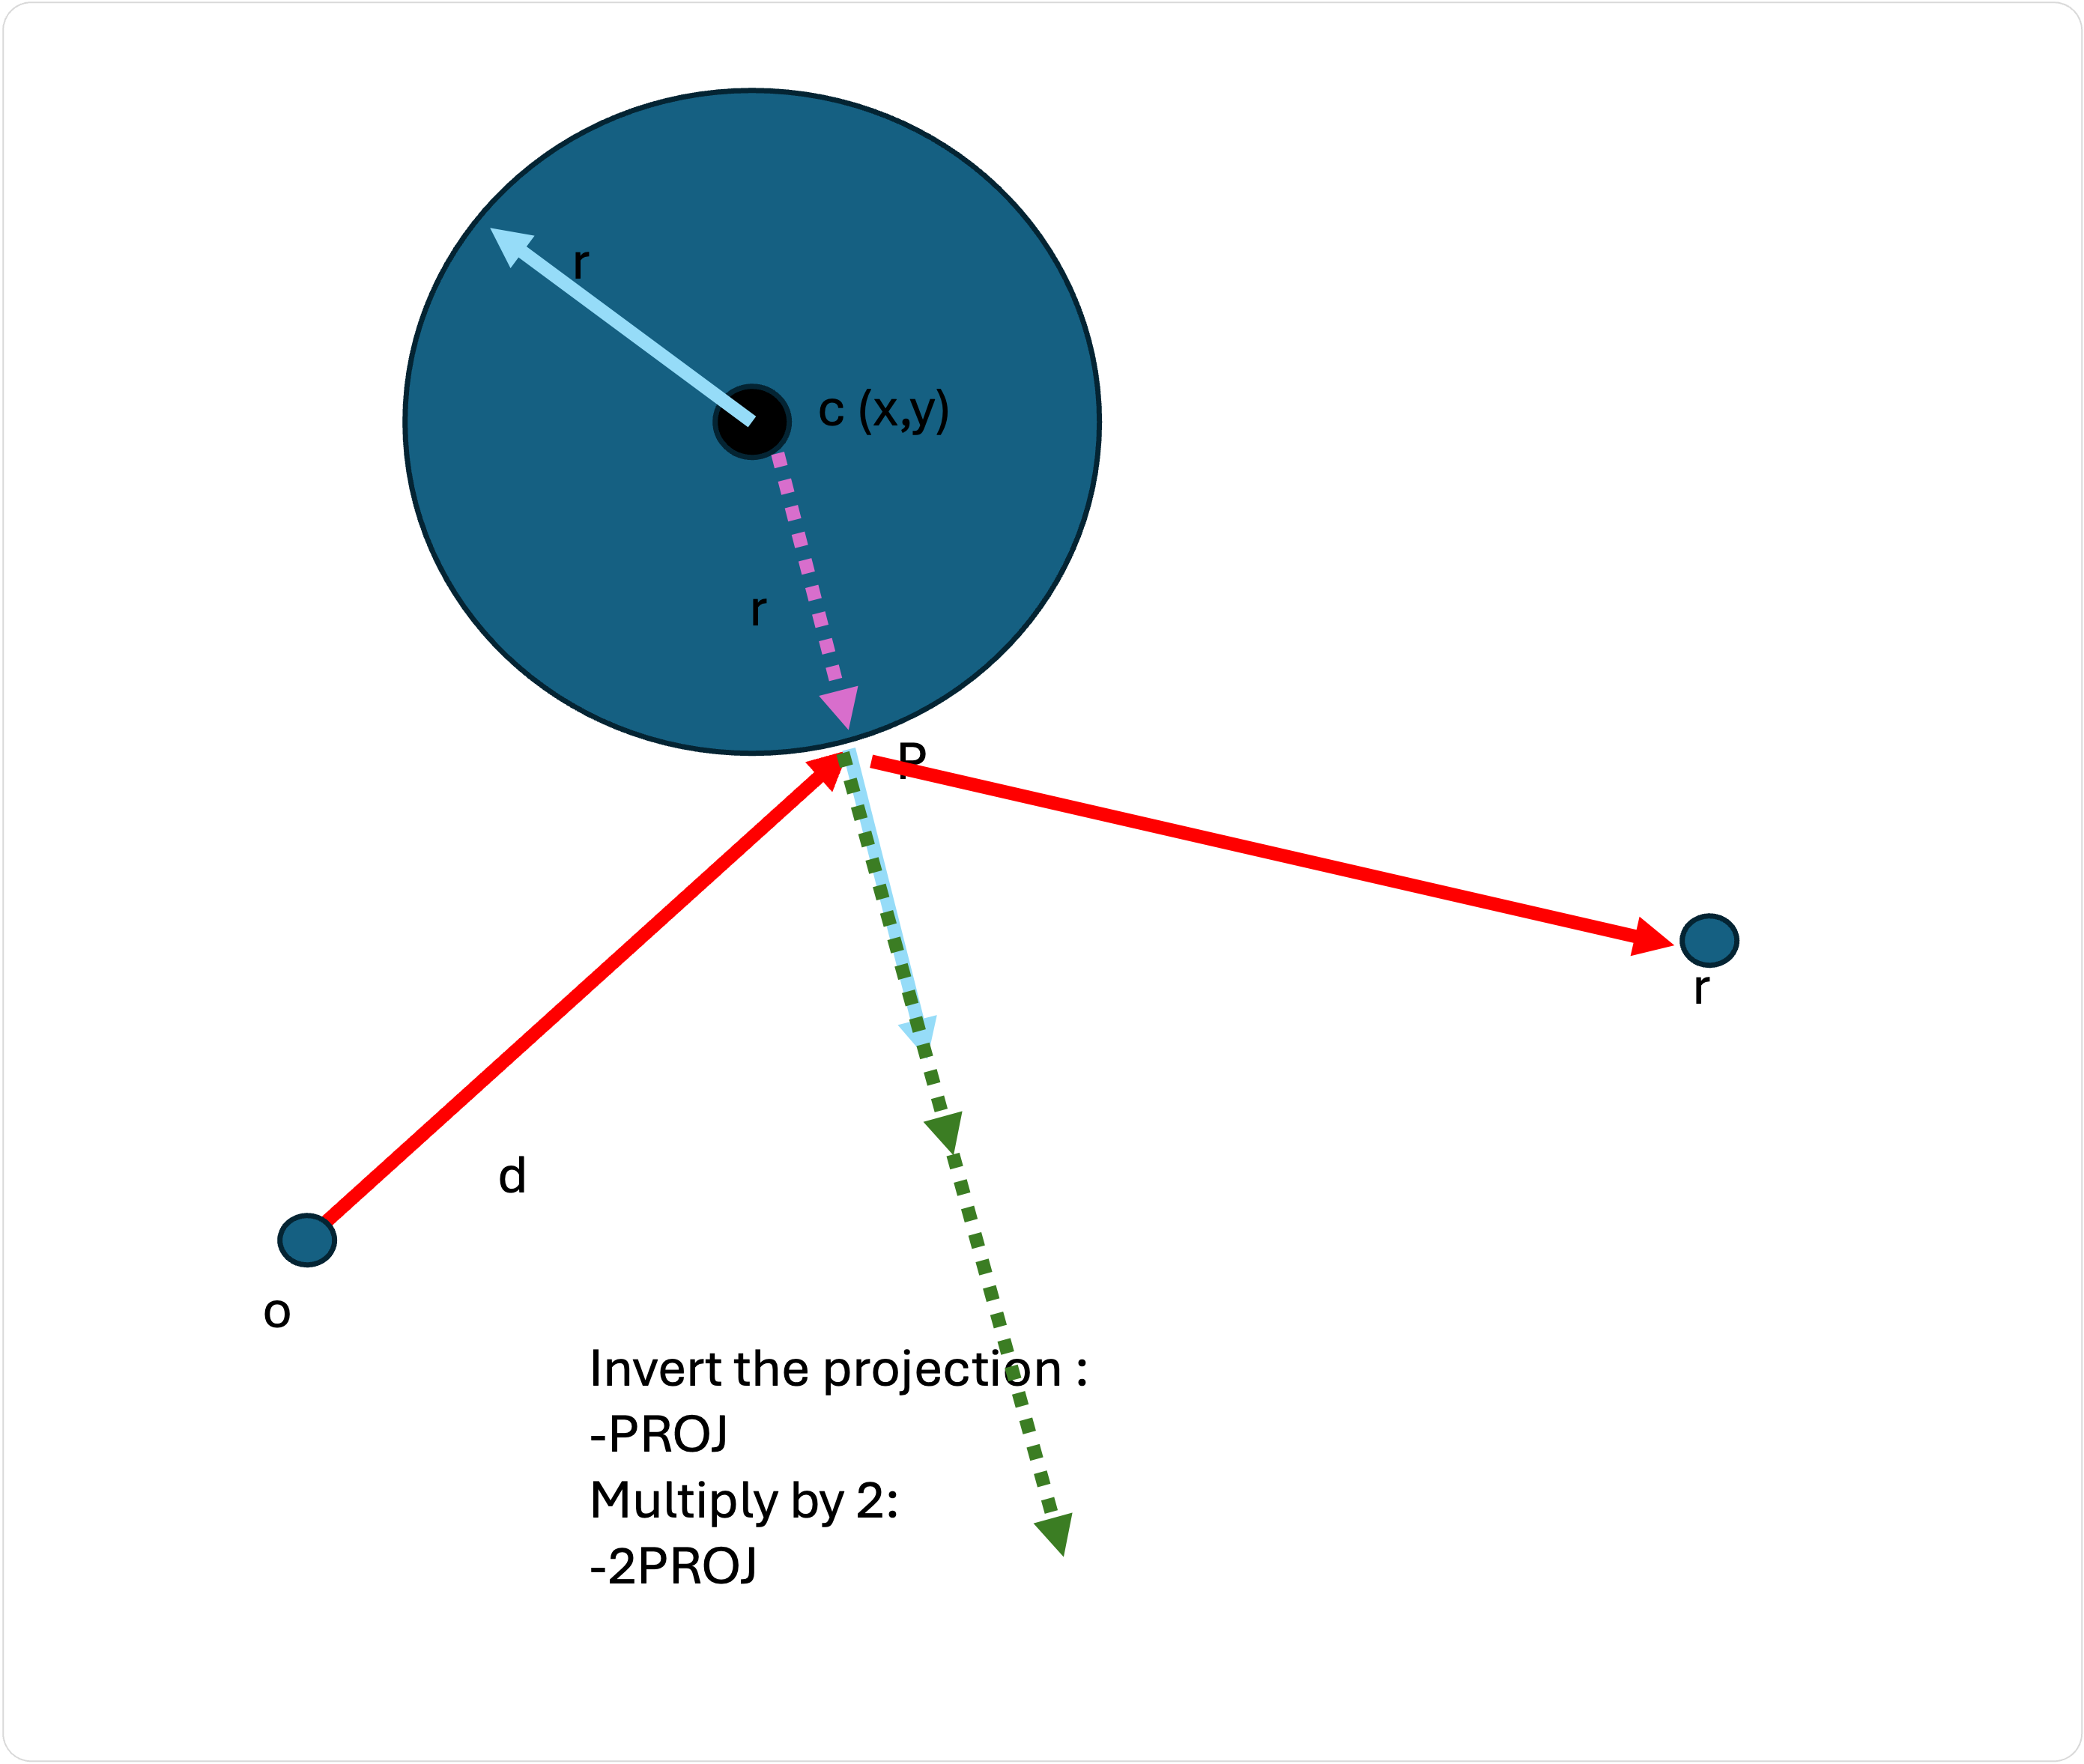 r
c (x,y)
r
P
r
d
o
Invert the projection :
-PROJ
Multiply by 2:
-2PROJ